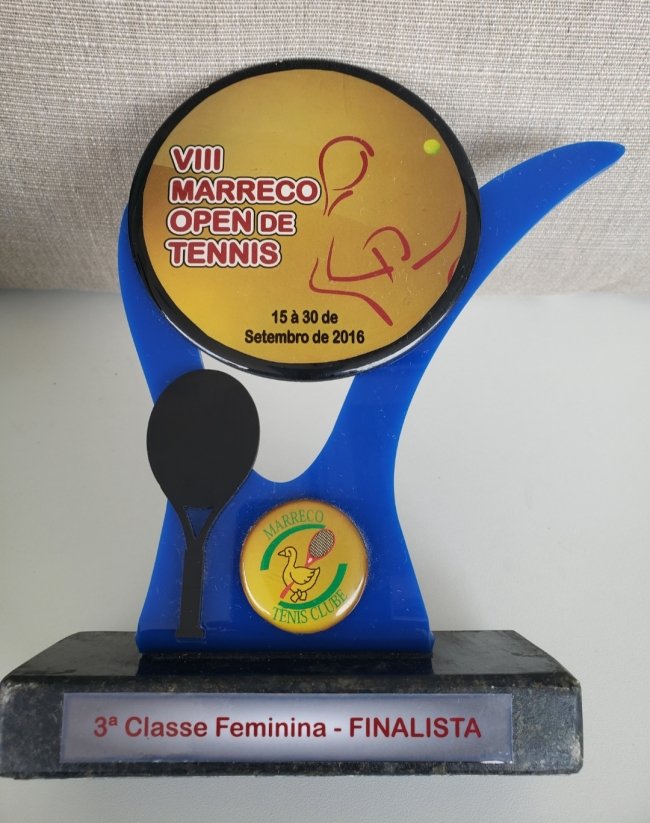 VIII
MARRECO
OPEN DE
TENNIS
15 à 30 de
Setembro de 2016
MARRECO
TENIS CLUBE
3ª Classe Feminina - FINALISTA